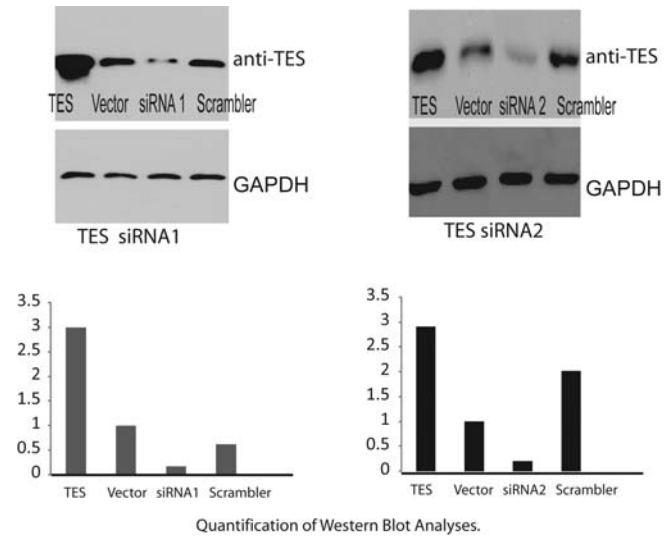 anti-TES
TES Vector siRNA 1 Scrambler
GAPDH
TES siRNA1
anti-TES
TES Vector siRNA 2 Scrambler
GAPDH
TES siRNA2
3.5
3
2.5
2
1.5
1
0.5
0
TES Vector siRNA1 Scrambler
3.5
3
2.5
2
1.5
1
0.5
0
TES Vector siRNA2 Scrambler
Quantification of Western Blot Analyses.